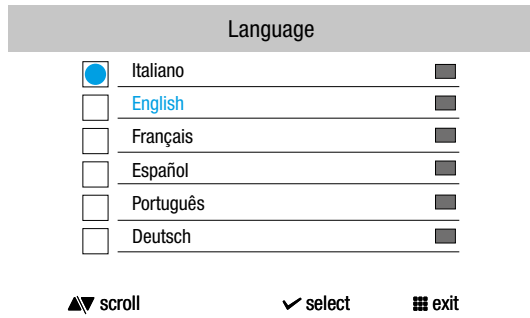 Language
Italiano
English
Français
Español
Português
Deutsch
scroll select exit